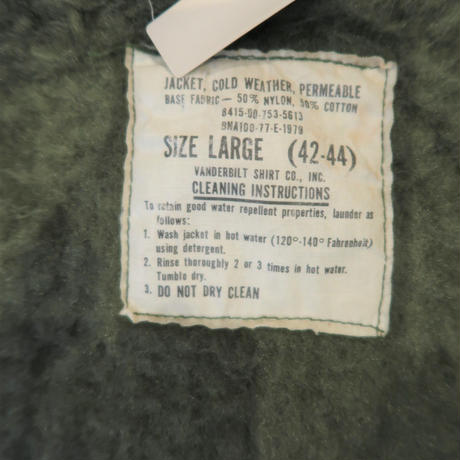 JACKET, COLD WEATHER, PERMEABLE
BASE FABRIC — 50% NYLON, 50% COTTON
8415-00-753-5613
DNA100-77-E-1979
SIZE LARGE (42-44)
VANDERBILT SHIRT CO., INC.
CLEANING INSTRUCTIONS
To retain good water repellent properties, launder as
follows:
1. Wash jacket in hot water (120°-140° Fahrenheit)
using detergent.
2. Rinse thoroughly 2 or 3 times in hot water.
Tumble dry.
3. DO NOT DRY CLEAN